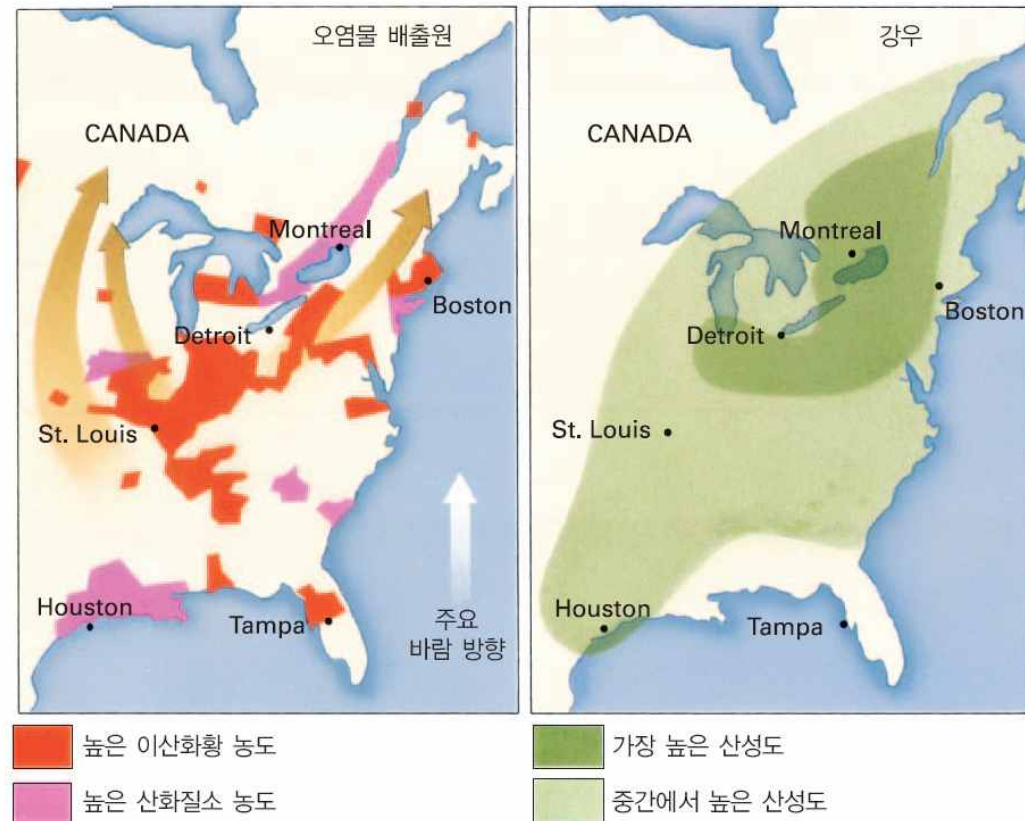 오염물 배출원
CANADA
Montreal
Boston
Detroit
St. Louis
Houston
Tampa
주요
바람 방향
높은 이산화황 농도
높은 산화질소 농도
강우
CANADA
Montreal
Boston
Detroit
St. Louis
Houston
Tampa
가장 높은 산성도
중간에서 높은 산성도